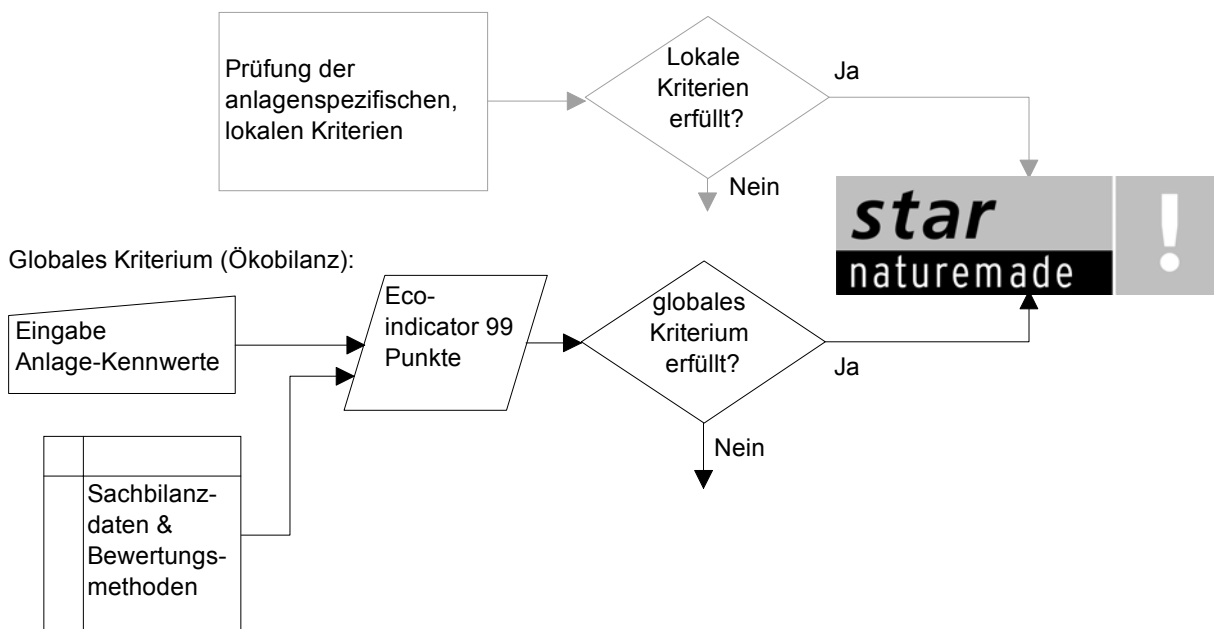 Prüfung der
anlagenspezifischen,
lokalen Kriterien
Lokale
Kriterien
erfüllt?
Ja
Nein
star
naturemade
!
Globales Kriterium (Ökobilanz):
Eingabe
Anlage-Kennwerte
Eco-
indicator 99
Punkte
globales
Kriterium
erfüllt?
Ja
Nein
Sachbilanz-
daten &
Bewertungs-
methoden